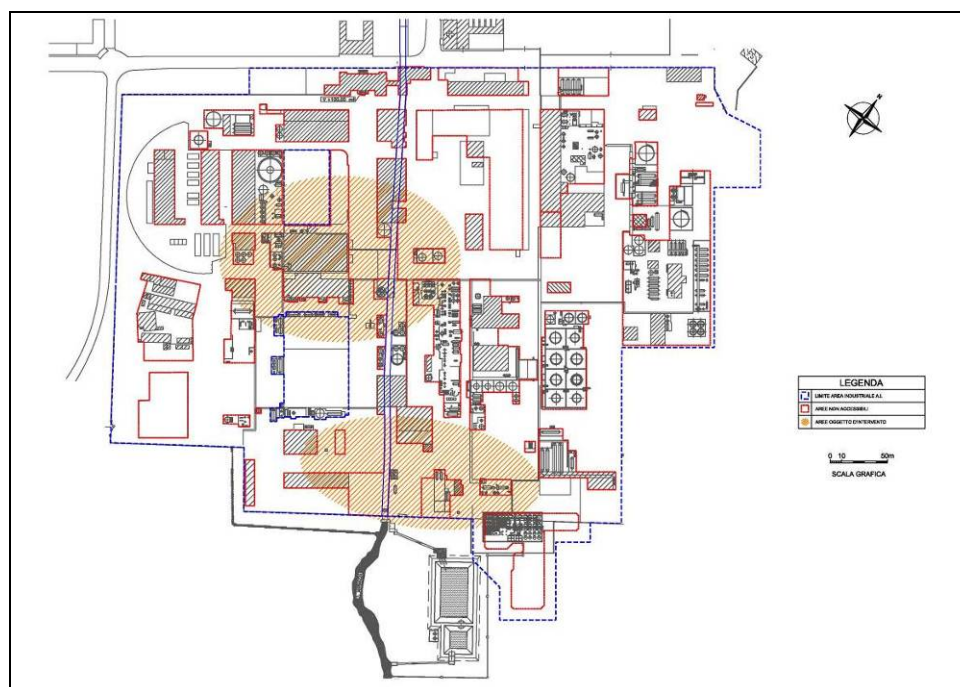 N
LEGENDA
LIMITE AREA INDUSTRIALE A.I.
AREE NON ACCESSIBILI
AREE OGGETTO D'INTERVENTO
0 10 50m
SCALA GRAFICA